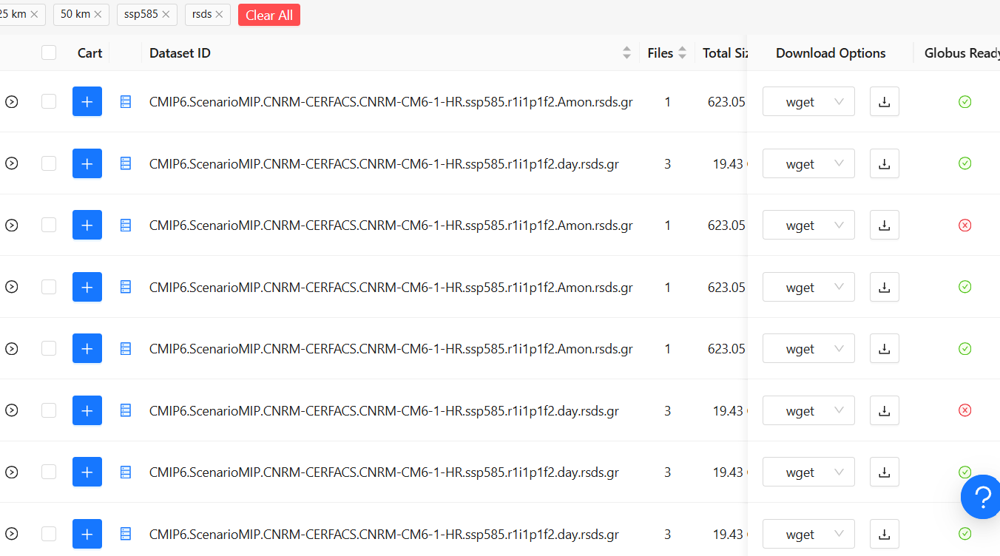 25 km 50 km ssp585 rsds Clear All
Cart Dataset ID Files Total Siz Download Options Globus Ready
CMIP6.ScenarioMIP.CNRM-CERFACS.CNRM-CM6-1-HR.ssp585.r1i1p1f2.Amon.rsds.gr 1 623.05 wget
CMIP6.ScenarioMIP.CNRM-CERFACS.CNRM-CM6-1-HR.ssp585.r1i1p1f2.day.rsds.gr 3 19.43 wget
CMIP6.ScenarioMIP.CNRM-CERFACS.CNRM-CM6-1-HR.ssp585.r1i1p1f2.Amon.rsds.gr 1 623.05 wget
CMIP6.ScenarioMIP.CNRM-CERFACS.CNRM-CM6-1-HR.ssp585.r1i1p1f2.Amon.rsds.gr 1 623.05 wget
CMIP6.ScenarioMIP.CNRM-CERFACS.CNRM-CM6-1-HR.ssp585.r1i1p1f2.Amon.rsds.gr 1 623.05 wget
CMIP6.ScenarioMIP.CNRM-CERFACS.CNRM-CM6-1-HR.ssp585.r1i1p1f2.day.rsds.gr 3 19.43 wget
CMIP6.ScenarioMIP.CNRM-CERFACS.CNRM-CM6-1-HR.ssp585.r1i1p1f2.day.rsds.gr 3 19.43 wget
?
CMIP6.ScenarioMIP.CNRM-CERFACS.CNRM-CM6-1-HR.ssp585.r1i1p1f2.day.rsds.gr 3 19.43 wget